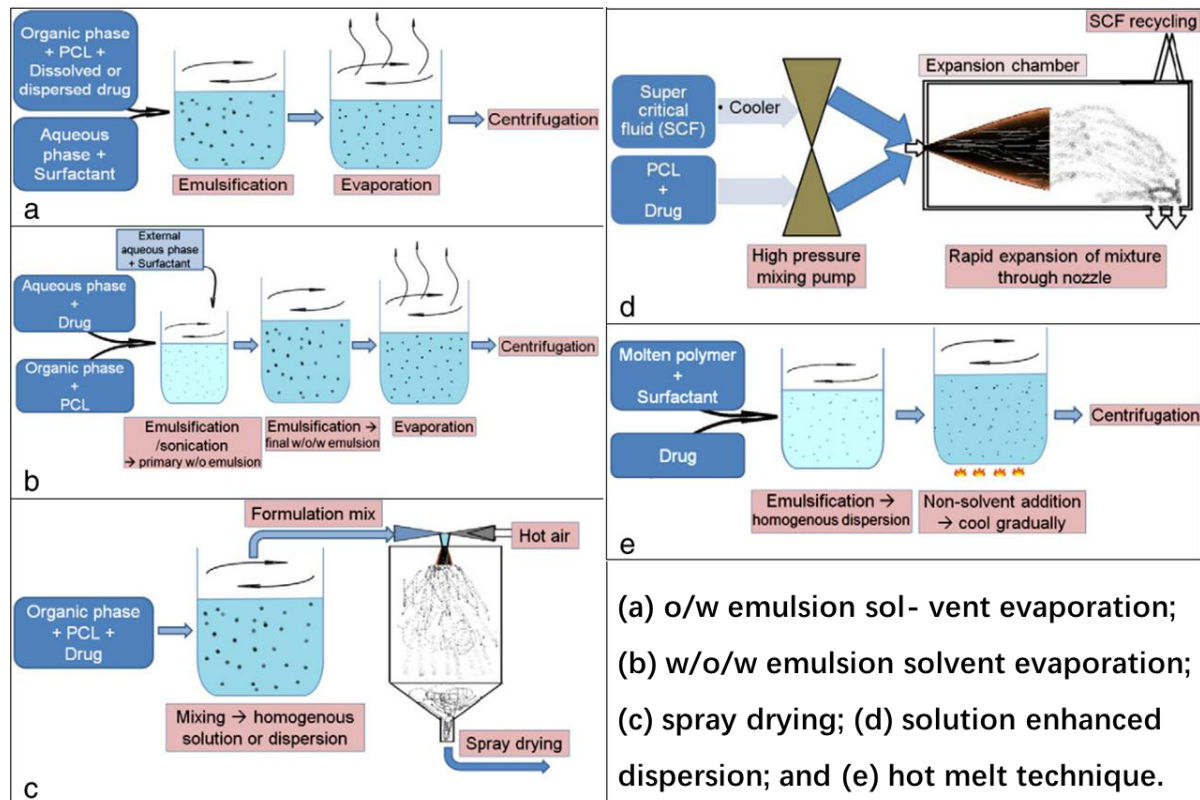 Organic phase
+ PCL +
Dissolved or
dispersed drug
Aqueous
phase +
Surfactant
Emulsification
Evaporation
Centrifugation
a
External
aqueous phase
+ Surfactant
Aqueous phase
+
Drug
Organic phase
+
PCL
Emulsification
/sonication
→ primary w/o emulsion
Emulsification →
final w/o/w emulsion
Evaporation
Centrifugation
b
Formulation mix
Hot air
Organic phase
+ PCL +
Drug
Mixing → homogenous
solution or dispersion
Spray drying
c
SCF recycling
Expansion chamber
Super
critical
fluid (SCF)
• Cooler
PCL
+
Drug
High pressure
mixing pump
Rapid expansion of mixture
through nozzle
d
Molten polymer
+
Surfactant
Drug
Centrifugation
Emulsification →
homogenous dispersion
Non-solvent addition
→ cool gradually
e
(a) o/w emulsion sol- vent evaporation;
(b) w/o/w emulsion solvent evaporation;
(c) spray drying; (d) solution enhanced
dispersion; and (e) hot melt technique.